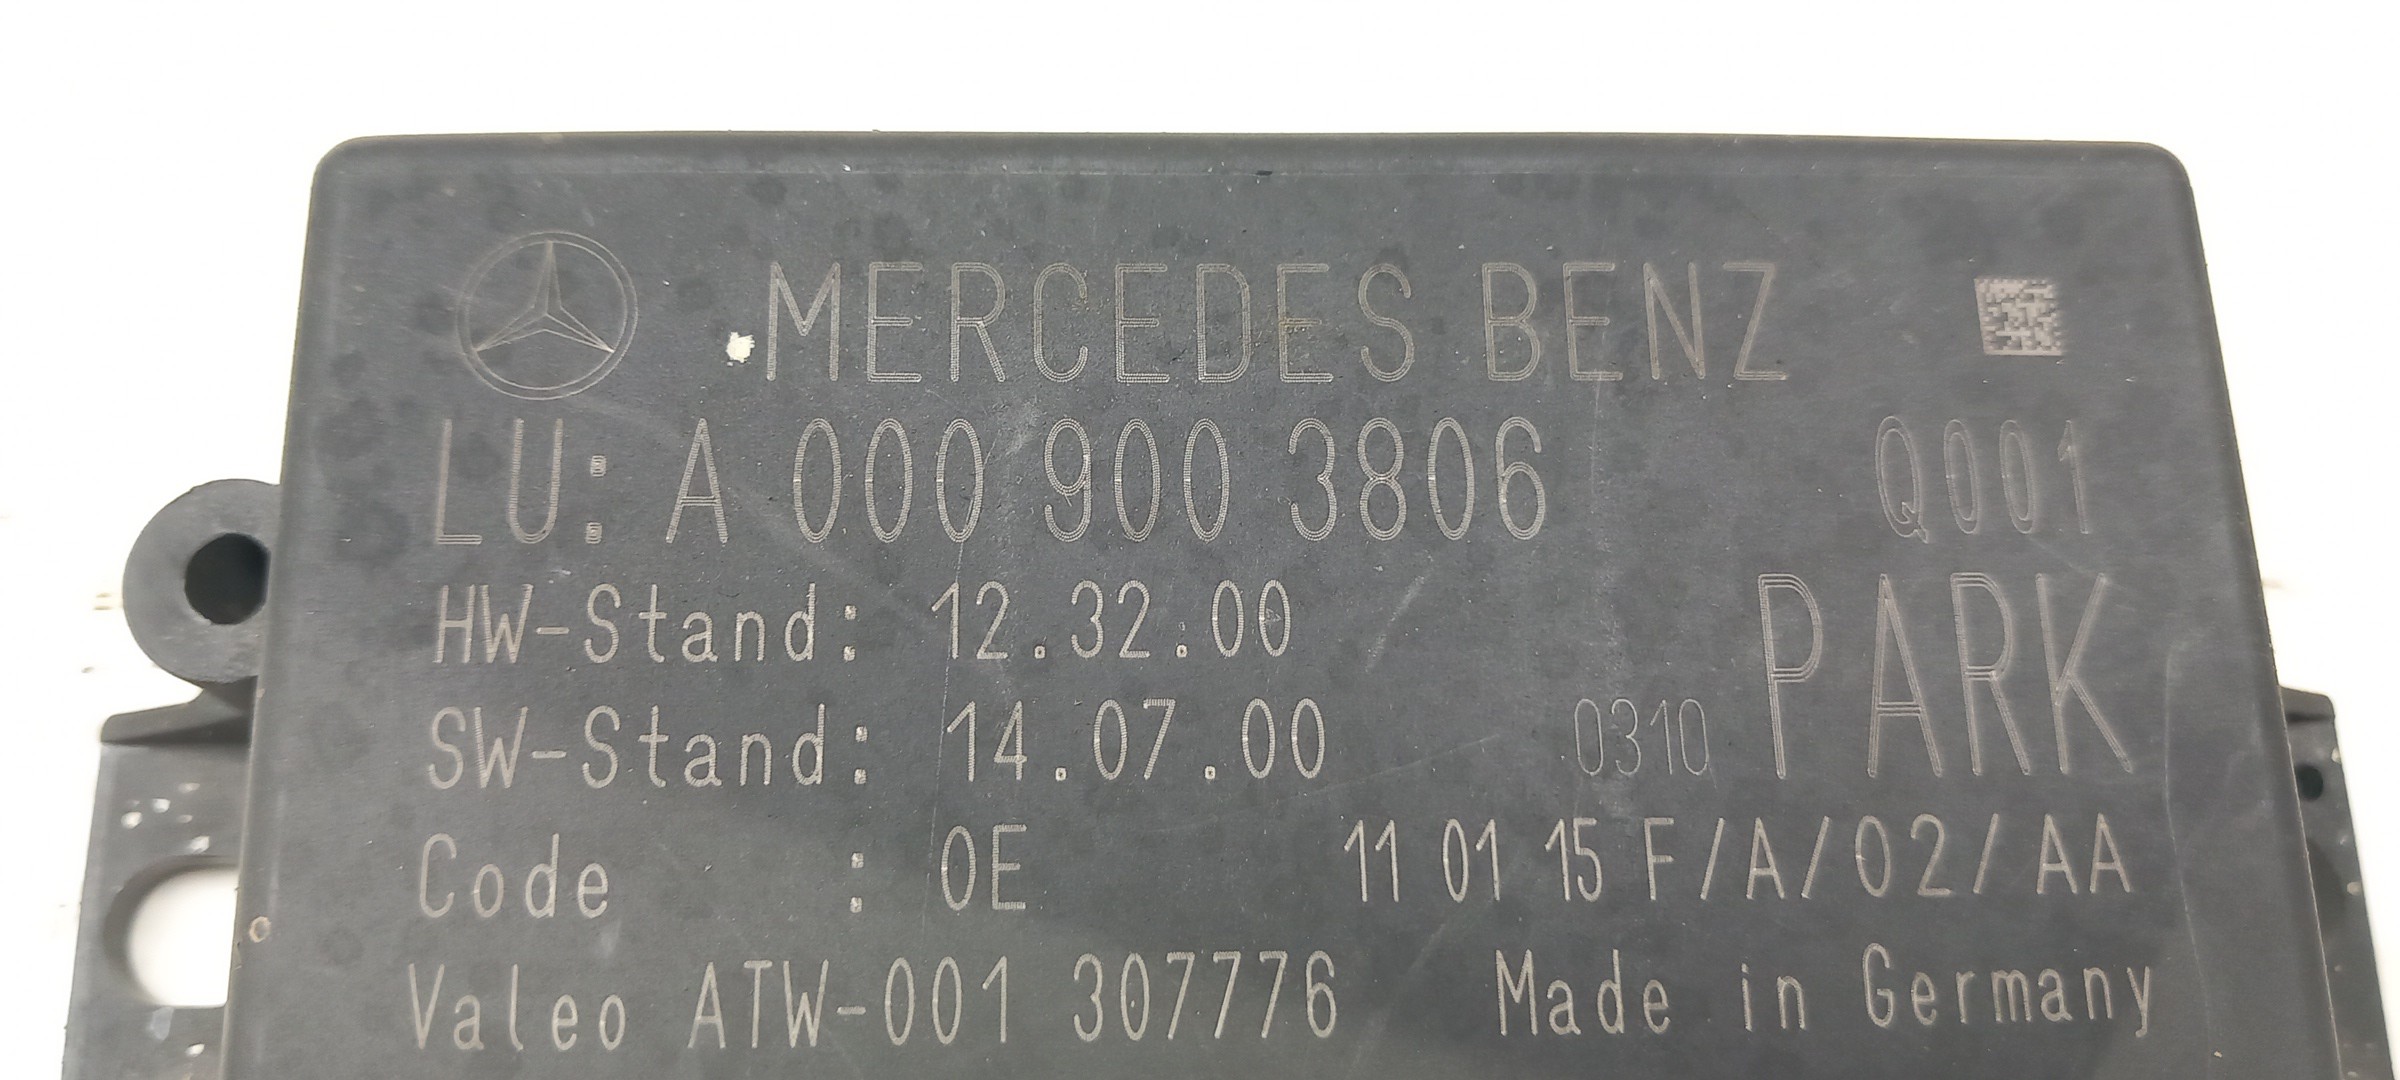 MERCEDES BENZ
LU: A 000 900 3806 Q001
HW-Stand: 12.32.00 PARK
SW-Stand: 14.07.00 0310
Code : 0E 11 01 15 F/A/02/AA
Valeo ATW-001 307776 Made in Germany